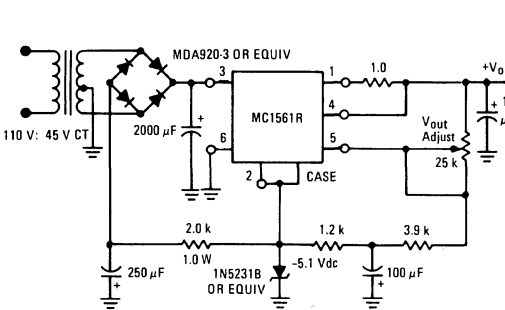 MDA920-3 OR EQUIV
3
1
1.0
+Vo
4
MC1561R
2000 µF
+
6
5
Vout
Adjust
25 k
+
1
µ
110 V: 45 V CT
2
CASE
2.0 k
1.2 k
3.9 k
1.0 W
-5.1 Vdc
250 µF
+
1N5231B
OR EQUIV
100 µF
+